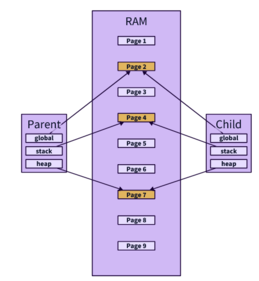 RAM
Page 1
Page 2
Page 3
Page 4
Page 5
Page 6
Page 7
Page 8
Page 9
Parent
global
stack
heap
Child
global
stack
heap